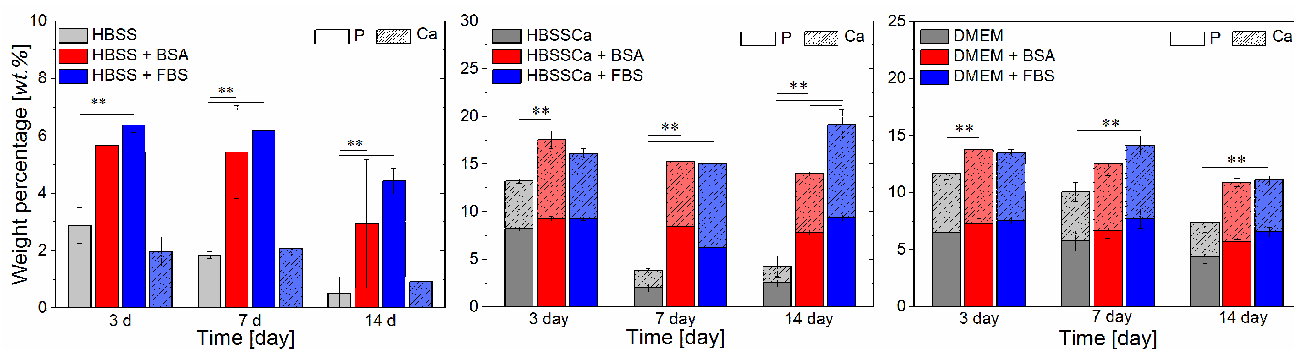 Weight percentage [wt.%]
10
8
6
4
2
0
HBSS
HBSS + BSA
HBSS + FBS
P
Ca
**
**
**
3 d
7 d
14 d
Time [day]
30
25
20
15
10
5
0
HBSSCa
HBSSCa + BSA
HBSSCa + FBS
P
Ca
**
**
**
3 day
7 day
14 day
Time [day]
25
20
15
10
5
0
DMEM
DMEM + BSA
DMEM + FBS
P
Ca
**
**
**
3 day
7 day
14 day
Time [day]